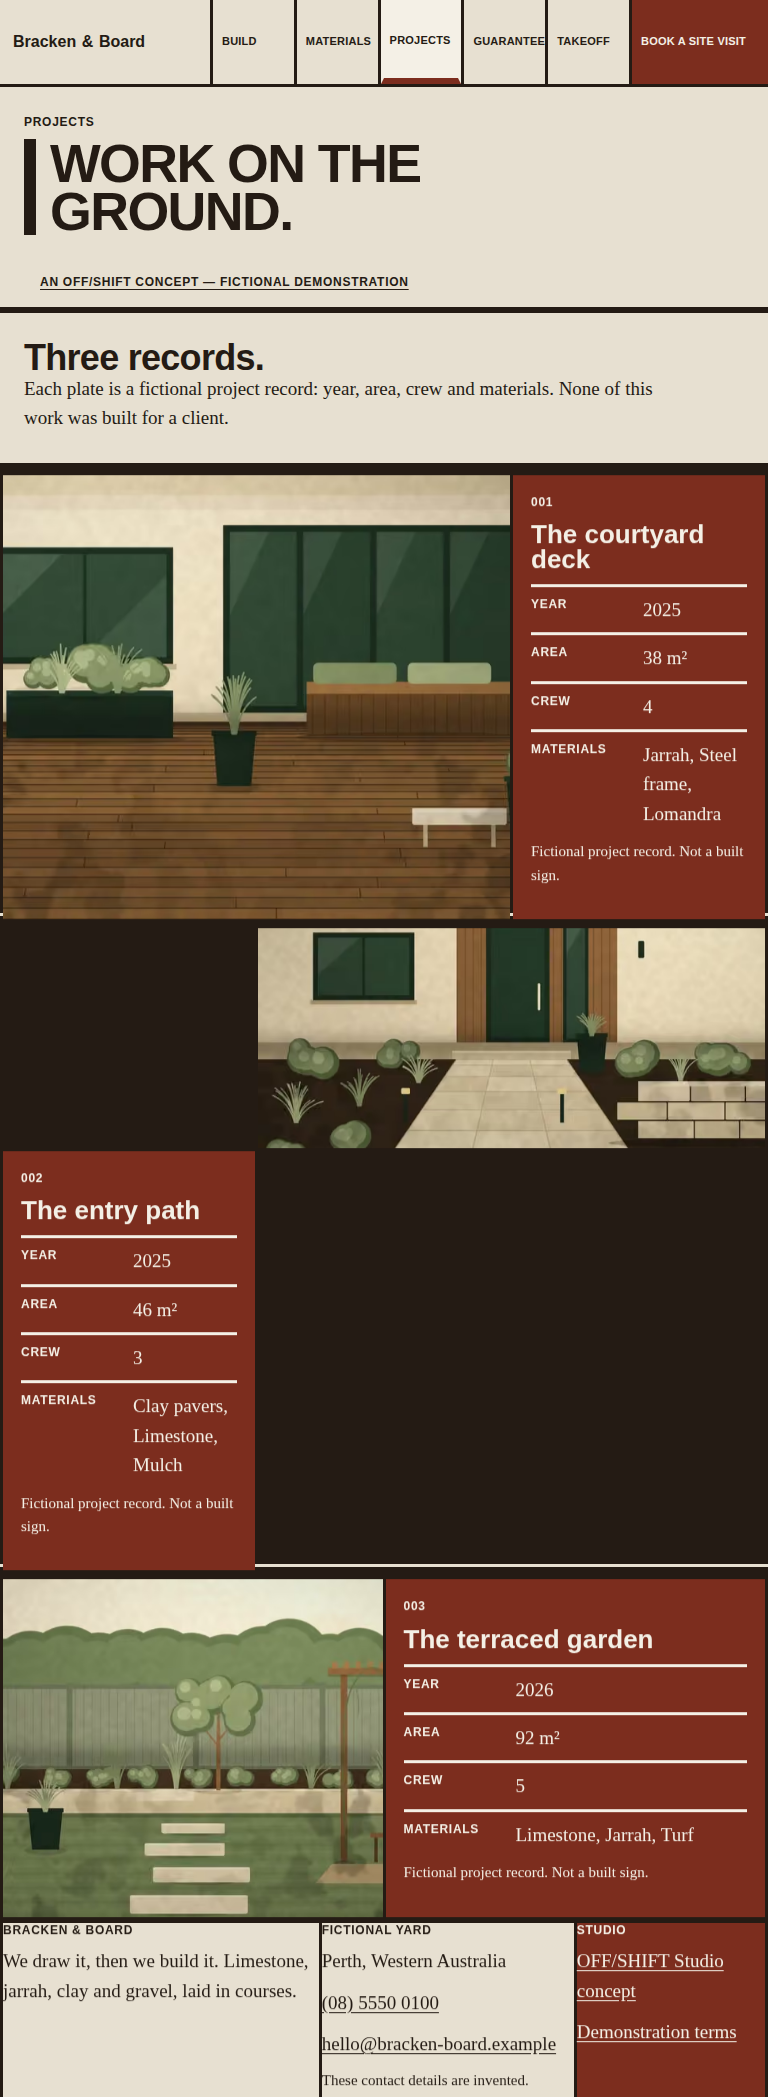 Bracken & Board
BUILD
MATERIALS
PROJECTS
GUARANTEE
TAKEOFF
BOOK A SITE VISIT
PROJECTS
WORK ON THE
GROUND.
AN OFF/SHIFT CONCEPT — FICTIONAL DEMONSTRATION
Three records.
Each plate is a fictional project record: year, area, crew and materials. None of this
work was built for a client.
001
The courtyard
deck
YEAR 2025
AREA 38 m²
CREW 4
MATERIALS Jarrah, Steel
frame,
Lomandra
Fictional project record. Not a built
sign.
002
The entry path
YEAR 2025
AREA 46 m²
CREW 3
MATERIALS Clay pavers,
Limestone,
Mulch
Fictional project record. Not a built
sign.
003
The terraced garden
YEAR 2026
AREA 92 m²
CREW 5
MATERIALS Limestone, Jarrah, Turf
Fictional project record. Not a built sign.
BRACKEN & BOARD
We draw it, then we build it. Limestone,
jarrah, clay and gravel, laid in courses.
FICTIONAL YARD
Perth, Western Australia
(08) 5550 0100
hello@bracken-board.example
These contact details are invented.
STUDIO
OFF/SHIFT Studio
concept
Demonstration terms